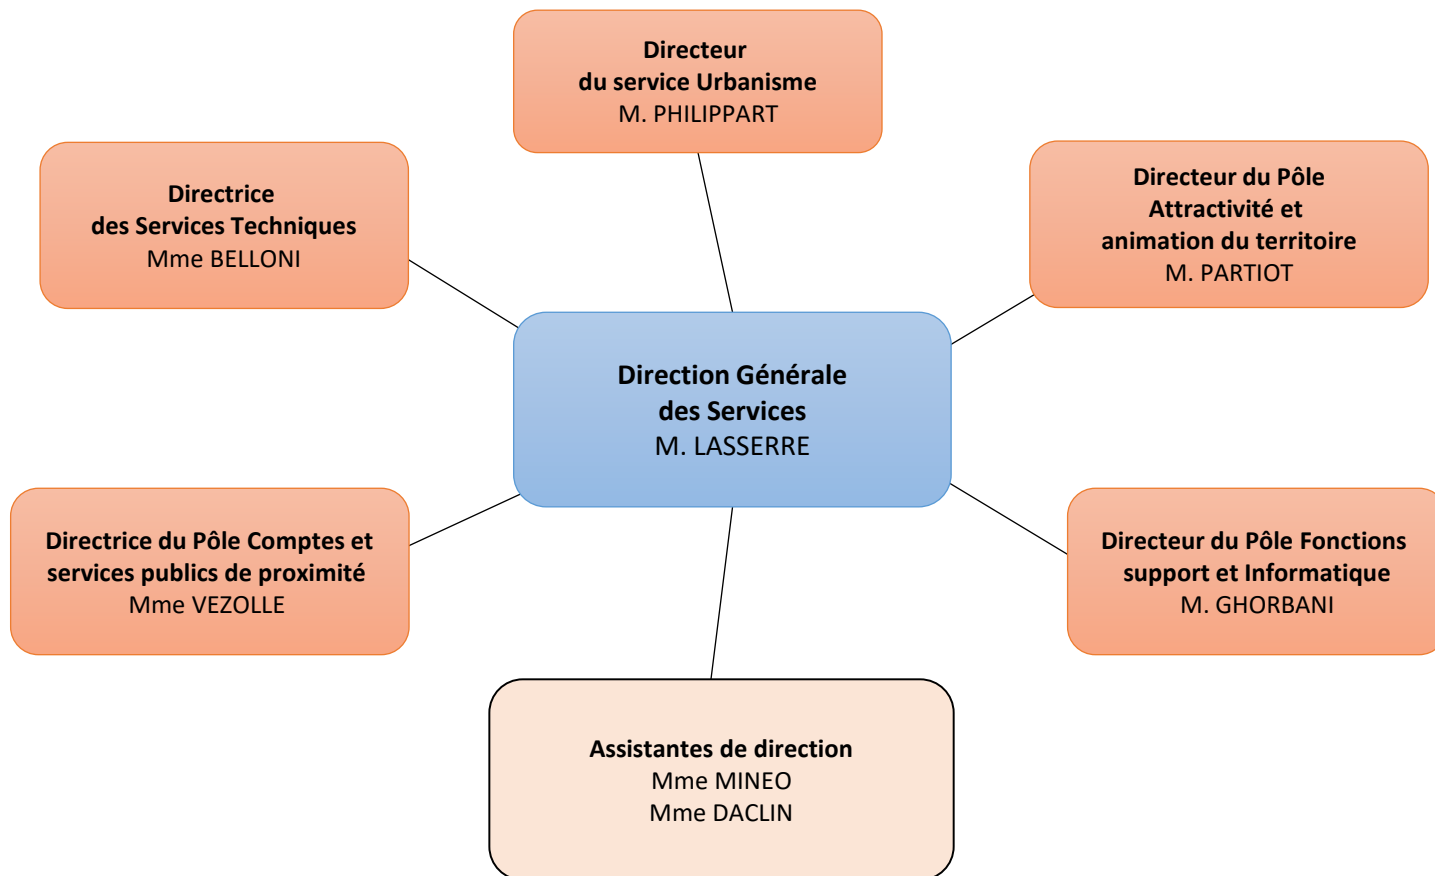 Directeur
du service Urbanisme
M. PHILIPPART
Directrice
des Services Techniques
Mme BELLONI
Directeur du Pôle
Attractivité et
animation du territoire
M. PARTIOT
Direction Générale
des Services
M. LASSERRE
Directrice du Pôle Comptes et
services publics de proximité
Mme VEZOLLE
Directeur du Pôle Fonctions
support et Informatique
M. GHORBANI
Assistantes de direction
Mme MINEO
Mme DACLIN